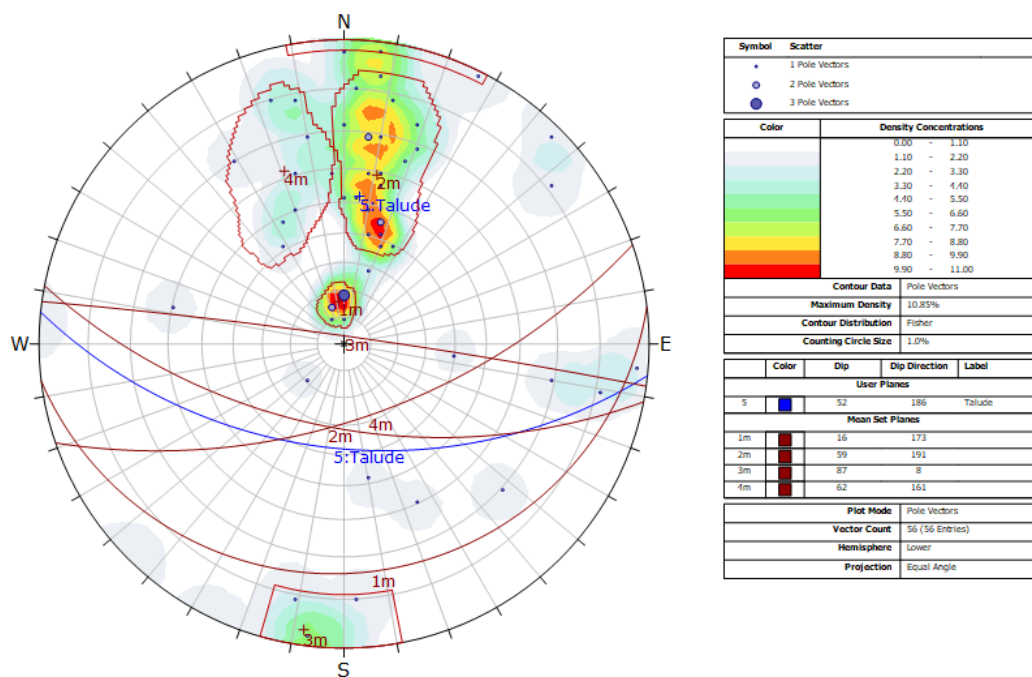 N
4m
2m
5:Talude
1m
W
3m
E
4m
2m
5:Talude
1m
3m
S
Symbol Scatter
1 Pole Vectors
2 Pole Vectors
3 Pole Vectors
Color Density Concentrations
0.00 - 1.10
1.10 - 2.20
2.20 - 3.30
3.30 - 4.40
4.40 - 5.50
5.50 - 6.60
6.60 - 7.70
7.70 - 8.80
8.80 - 9.90
9.90 - 11.00
Contour Data Pole Vectors
Maximum Density 10.85%
Contour Distribution Fisher
Counting Circle Size 1.0%
Color Dip Dip Direction Label
User Planes
5 52 186 Talude
Mean Set Planes
1m 16 173
2m 59 191
3m 87 8
4m 62 161
Plot Mode Pole Vectors
Vector Count 56 (56 Entries)
Hemisphere Lower
Projection Equal Angle